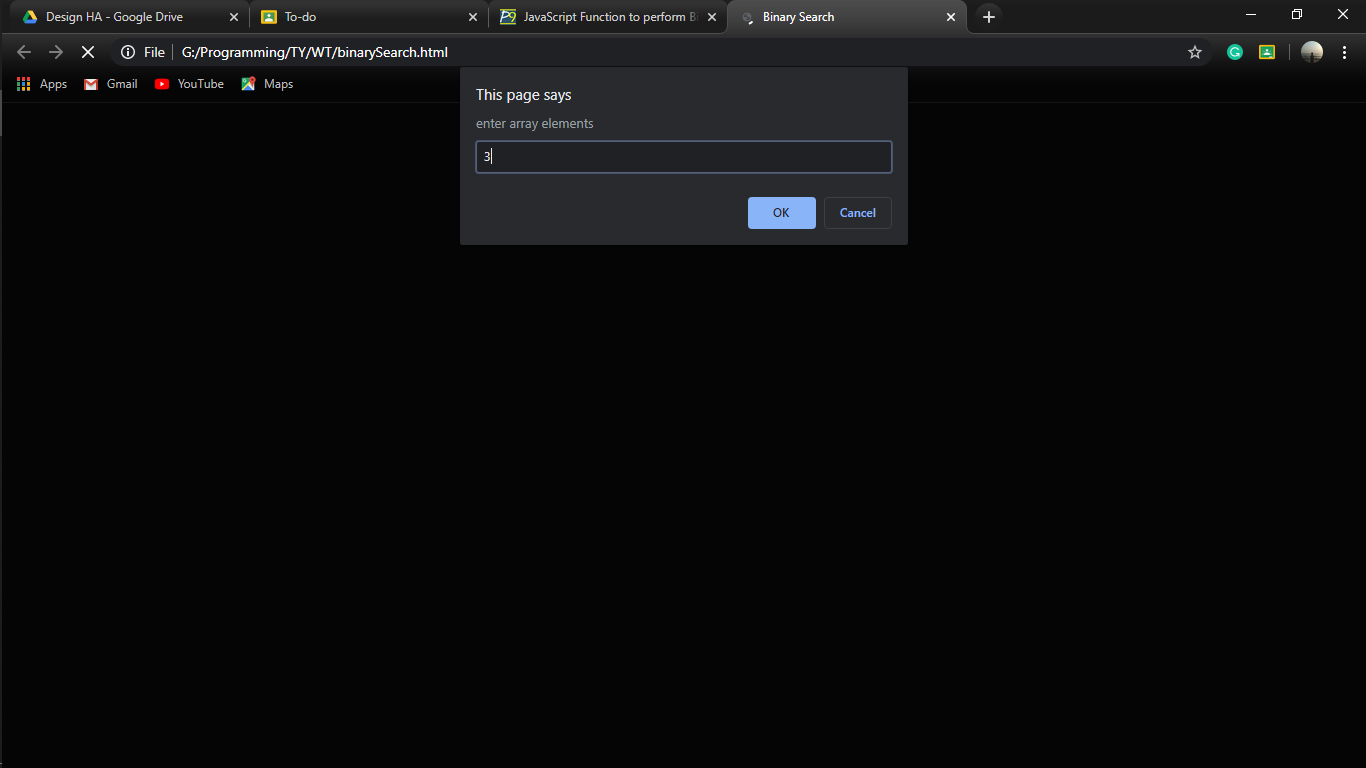 Design HA - Google Drive
To-do
JavaScript Function to perform B
Binary Search
File
G:/Programming/TY/WT/binarySearch.html
Apps
Gmail
YouTube
Maps
This page says
enter array elements
3
OK
Cancel